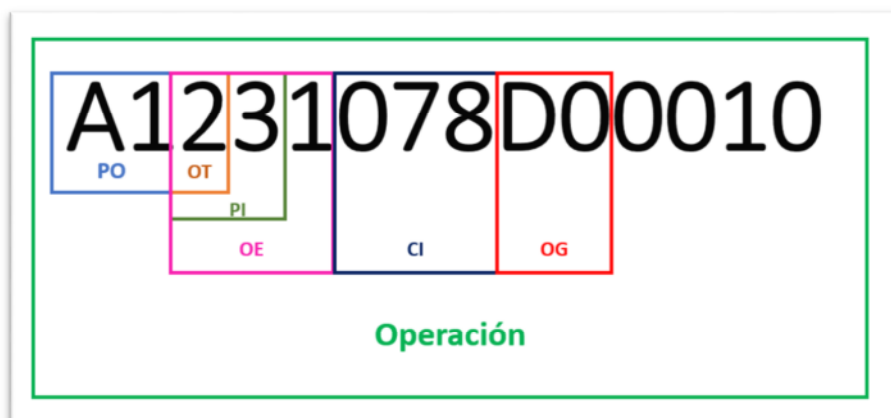 A1231078D00010
PO OT
PI
OE CI OG
Operación